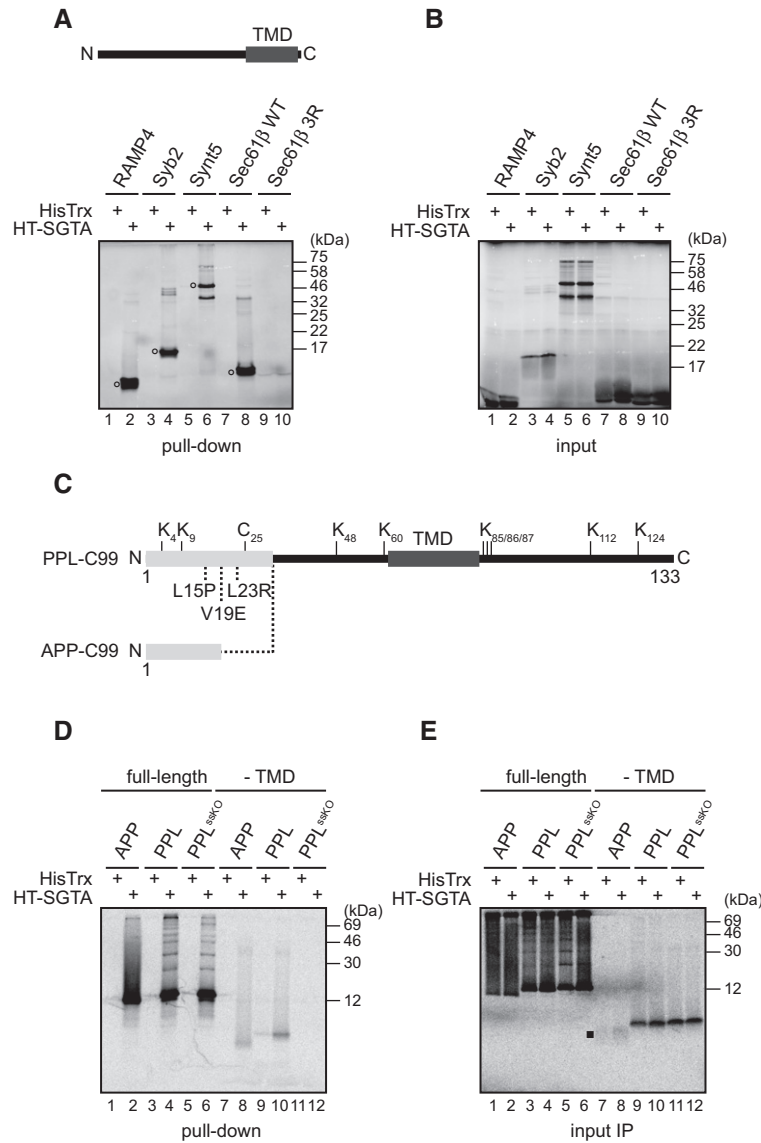 A
TMD
N C
RAMP4 Syb2 Synt5 Sec61β WT Sec61β 3R
HisTrx + + + + +
HT-SGTA + + + + +
(kDa)
75
58
46
32
25
22
17
1 2 3 4 5 6 7 8 9 10
pull-down
B
RAMP4 Syb2 Synt5 Sec61β WT Sec61β 3R
HisTrx + + + + +
HT-SGTA + + + + +
(kDa)
75
58
46
32
25
22
17
1 2 3 4 5 6 7 8 9 10
input
C
K4 K9 C25 K48 K60 TMD K85/86/87 K112 K124
PPL-C99 N C
1 133
L15P L23R
V19E
APP-C99 N
1
D
full-length - TMD
APP PPL PPLssKO APP PPL PPLssKO
HisTrx + + + + + +
HT-SGTA + + + + + +
(kDa)
69
46
30
12
1 2 3 4 5 6 7 8 9 10 11 12
pull-down
E
full-length - TMD
APP PPL PPLssKO APP PPL PPLssKO
HisTrx + + + + + +
HT-SGTA + + + + + +
(kDa)
69
46
30
12
1 2 3 4 5 6 7 8 9 10 11 12
input IP